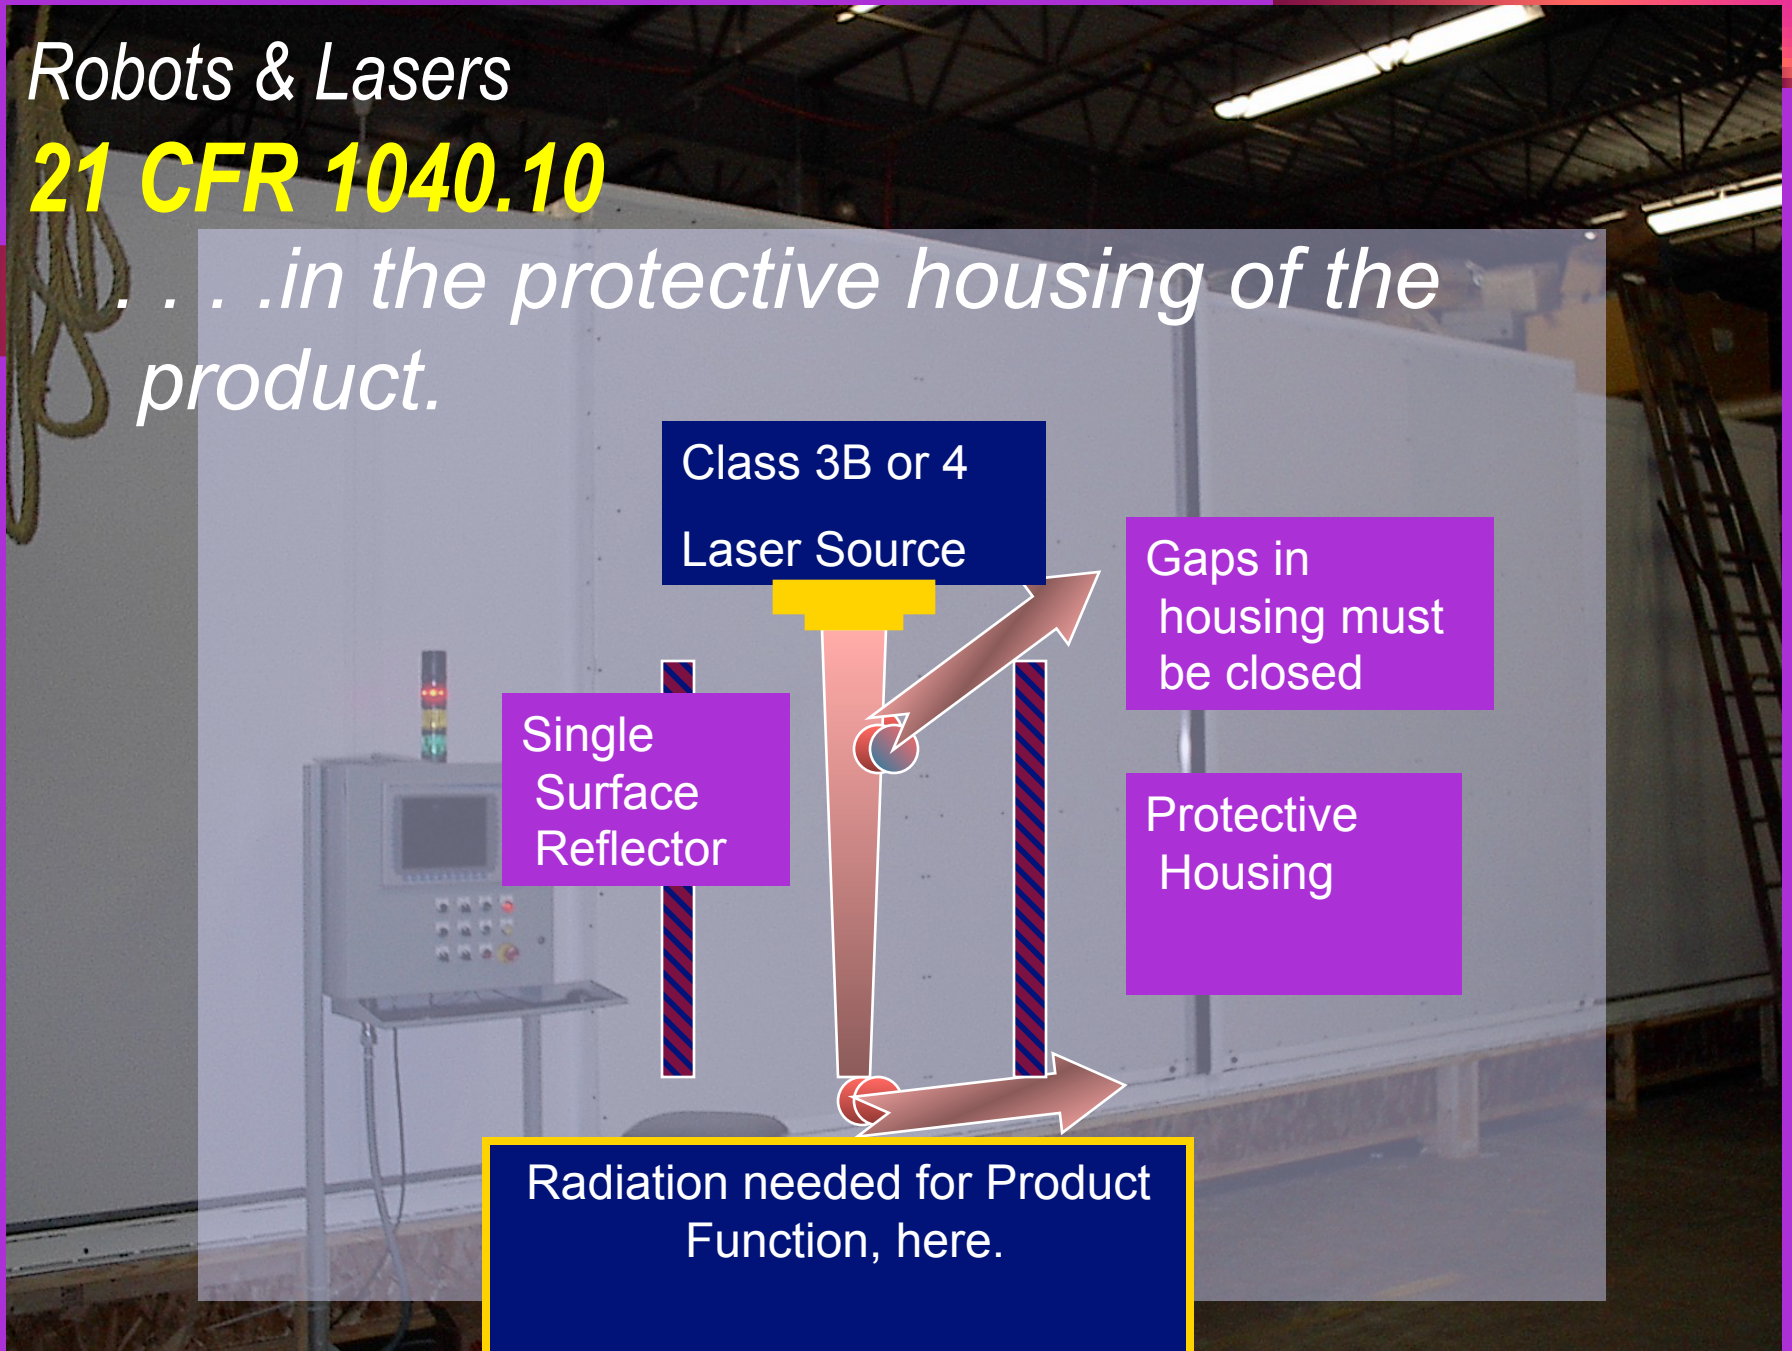 Robots & Lasers
21 CFR 1040.10
. . . .in the protective housing of the
product.
Class 3B or 4
Laser Source
Gaps in
housing must
be closed
Single
Surface
Reflector
Protective
Housing
Radiation needed for Product
Function, here.